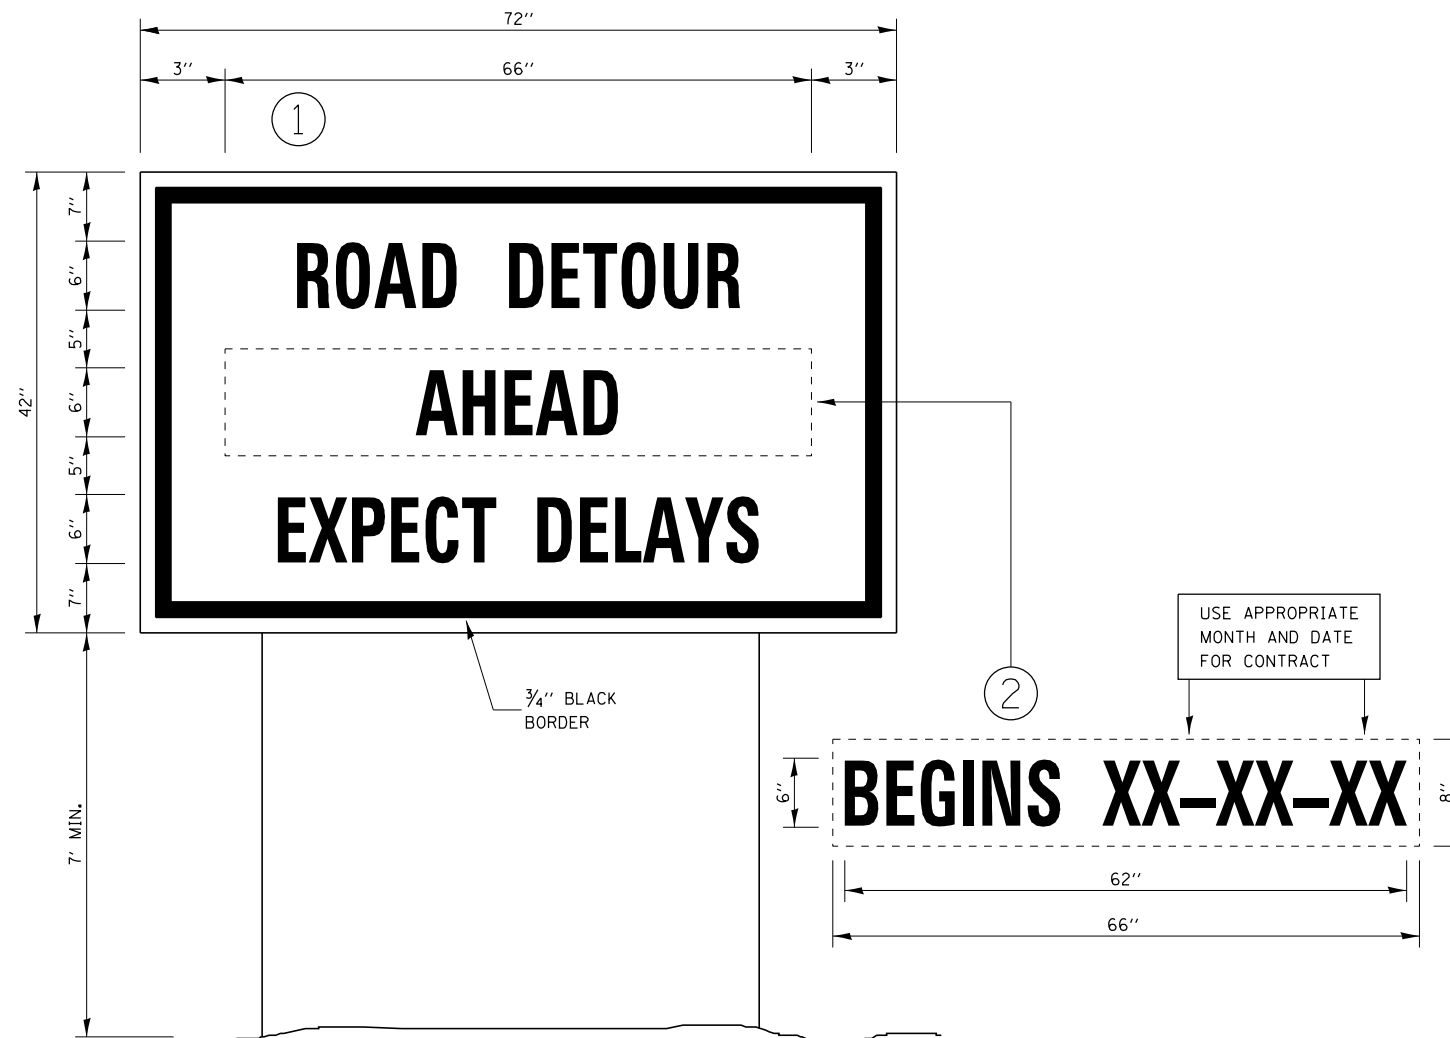 72''
3'' 66'' 3''
1
7''
6''
5''
6''
5''
6''
7''
42''
7' MIN.
ROAD DETOUR
AHEAD
EXPECT DELAYS
3/4'' BLACK
BORDER
2
USE APPROPRIATE
MONTH AND DATE
FOR CONTRACT
6''
BEGINS XX-XX-XX
8''
62''
66''